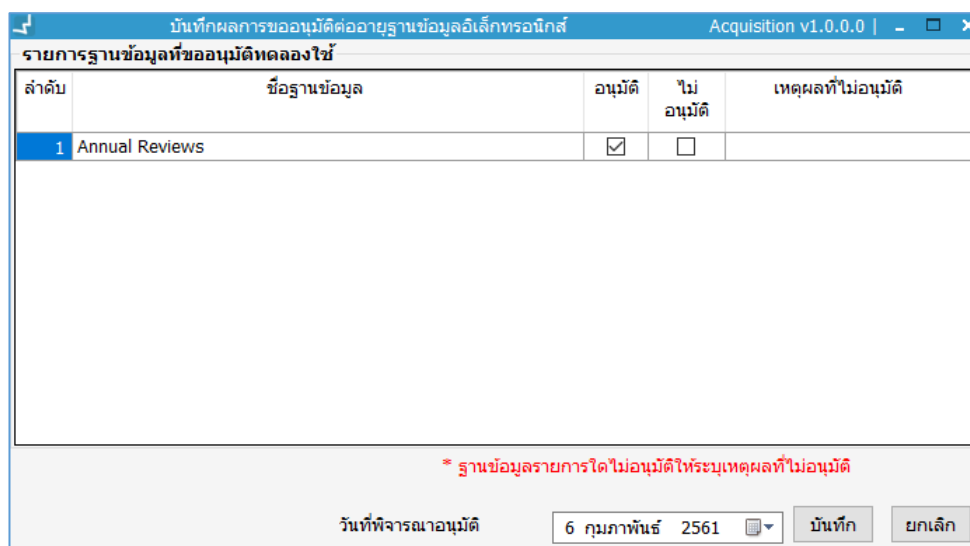 บันทึกผลการขออนุมัติต่ออายุฐานข้อมูลอิเล็กทรอนิกส์ Acquisition v1.0.0.0 |
รายการฐานข้อมูลที่ขออนุมัติทดลองใช้
ลำดับ ชื่อฐานข้อมูล อนุมัติ ไม่อนุมัติ เหตุผลที่ไม่อนุมัติ
1 Annual Reviews
* ฐานข้อมูลรายการใดไม่อนุมัติให้ระบุเหตุผลที่ไม่อนุมัติ
วันที่พิจารณาอนุมัติ 6 กุมภาพันธ์ 2561 บันทึก ยกเลิก